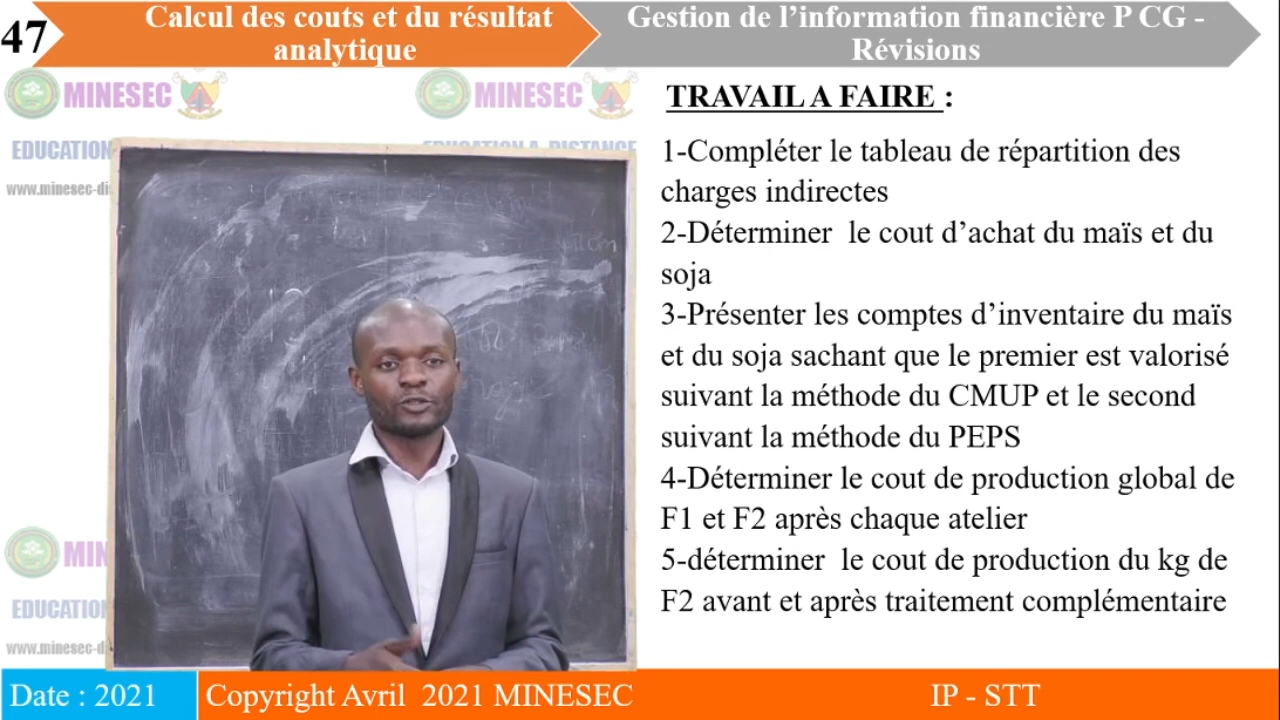 47
Calcul des couts et du résultat
analytique
Gestion de l’information financière P CG -
Révisions
MINESEC
MINESEC
EDUCATION
EDUCATION A DISTANCE
www.minesec-di
TRAVAIL A FAIRE :
1-Compléter le tableau de répartition des
charges indirectes
2-Déterminer le cout d’achat du maïs et du
soja
3-Présenter les comptes d’inventaire du maïs
et du soja sachant que le premier est valorisé
suivant la méthode du CMUP et le second
suivant la méthode du PEPS
4-Déterminer le cout de production global de
F1 et F2 après chaque atelier
5-déterminer le cout de production du kg de
F2 avant et après traitement complémentaire
MIN
EDUCATION
www.minesec-di
Date : 2021
Copyright Avril 2021 MINESEC
IP - STT